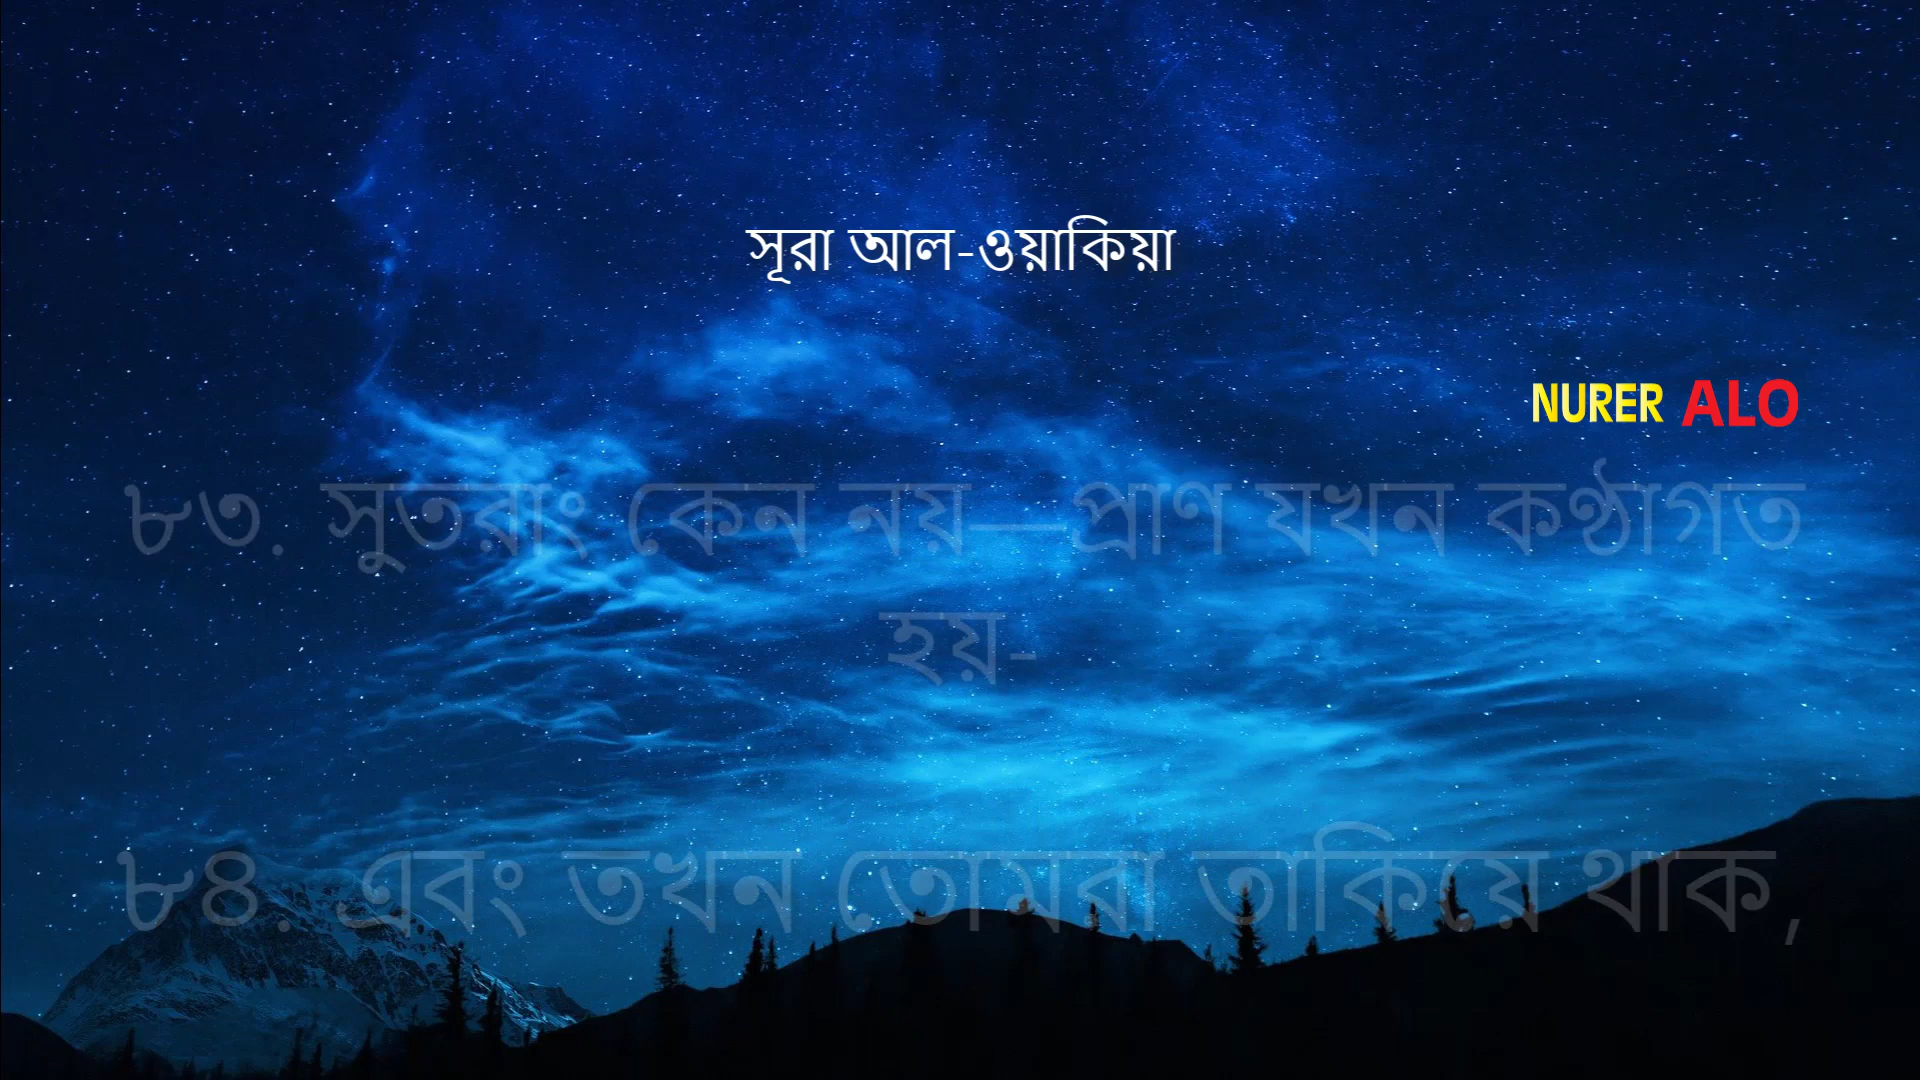 সূরা আল-ওয়াকিয়া
NURER ALO
৮৩. সুতরাং কেন নয়—প্রাণ যখন কণ্ঠাগত
হয়-
৮৪. এবং তখন তোমরা তাকিয়ে থাক,